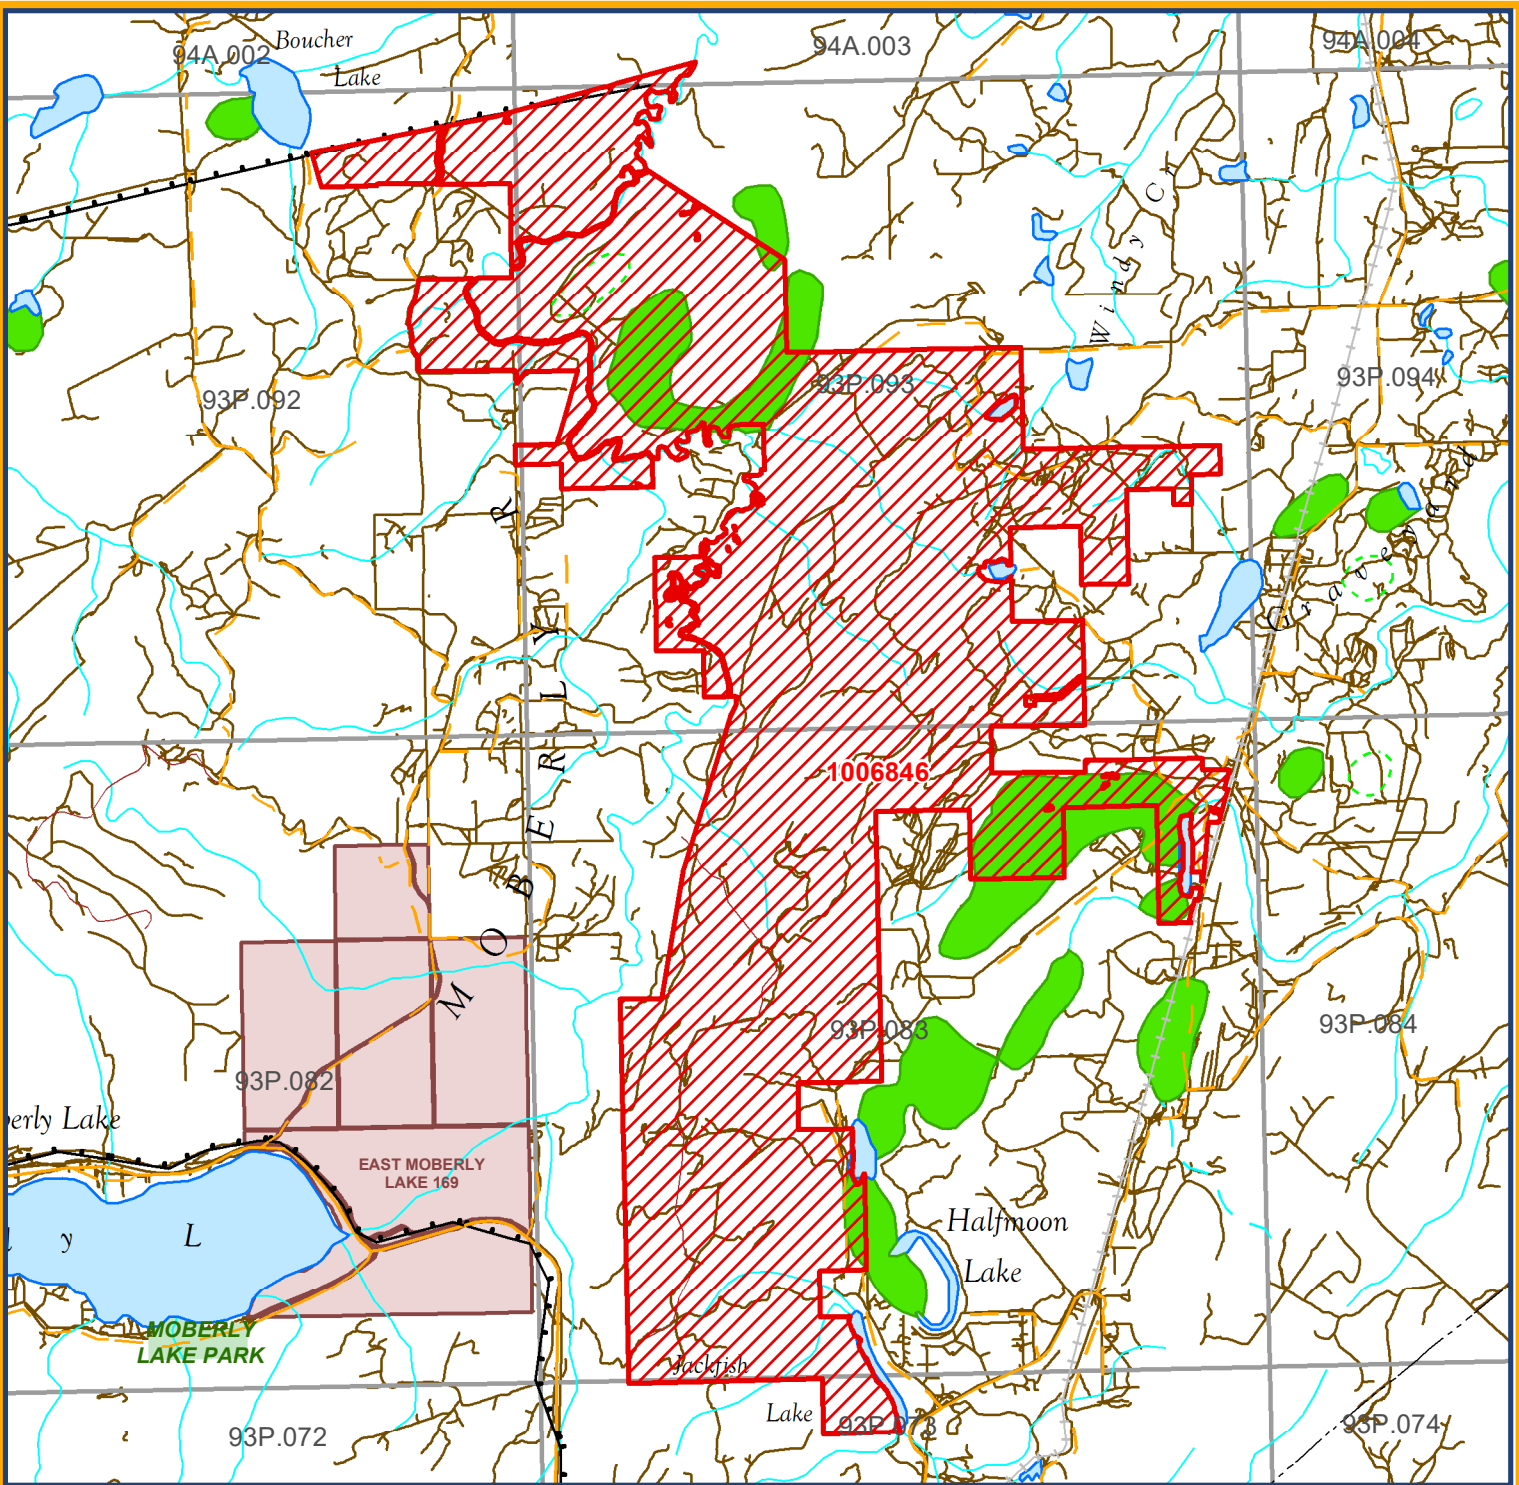 94A.002
Boucher
Lake
94A.003
94A.004
Windy Cr
93P.092
93P.093
93P.094
Graveyard
MOBERLY R
1006846
93P.082
93P.083
93P.084
berly Lake
EAST MOBERLY
LAKE 169
y L
Halfmoon
Lake
MOBERLY
LAKE PARK
Jackfish
Lake
93P.072
93P.073
93P.074